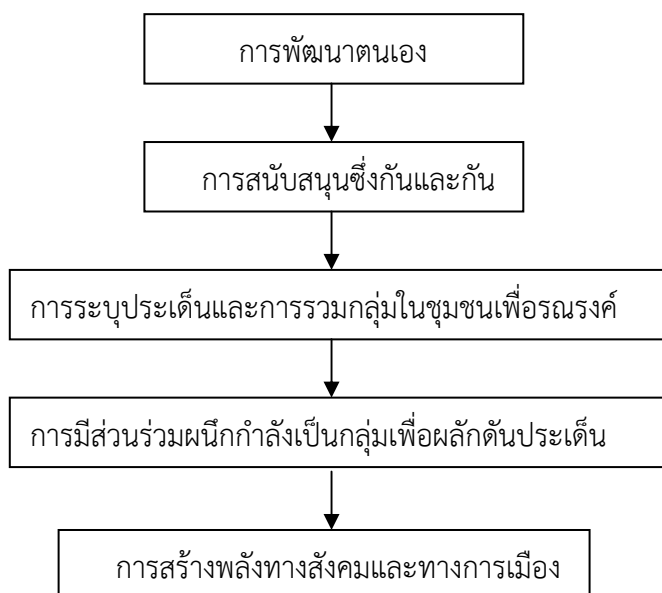 การพัฒนาตนเอง
การสนับสนุนซึ่งกันและกัน
การระบุประเด็นและการรวมกลุ่มในชุมชนเพื่อรณรงค์
การมีส่วนร่วมผนึกกำลังเป็นกลุ่มเพื่อผลักดันประเด็น
การสร้างพลังทางสังคมและทางการเมือง